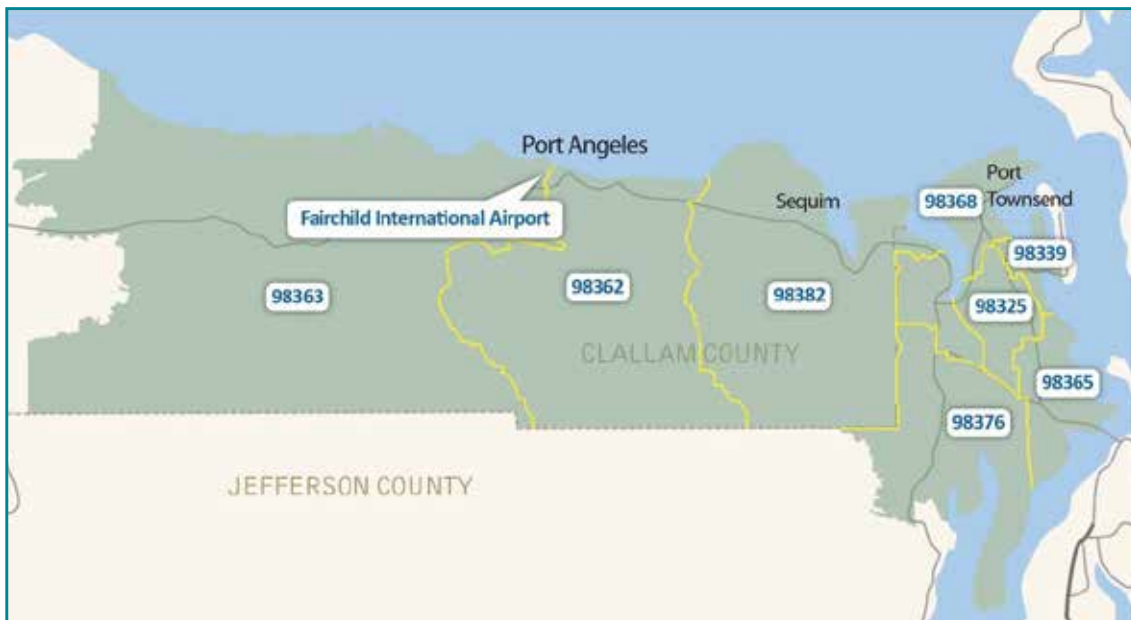 Port Angeles
Port
Townsend
Sequim
98368
Fairchild International Airport
98339
98363
98362
98382
98325
CLALLAM COUNTY
98365
98376
JEFFERSON COUNTY